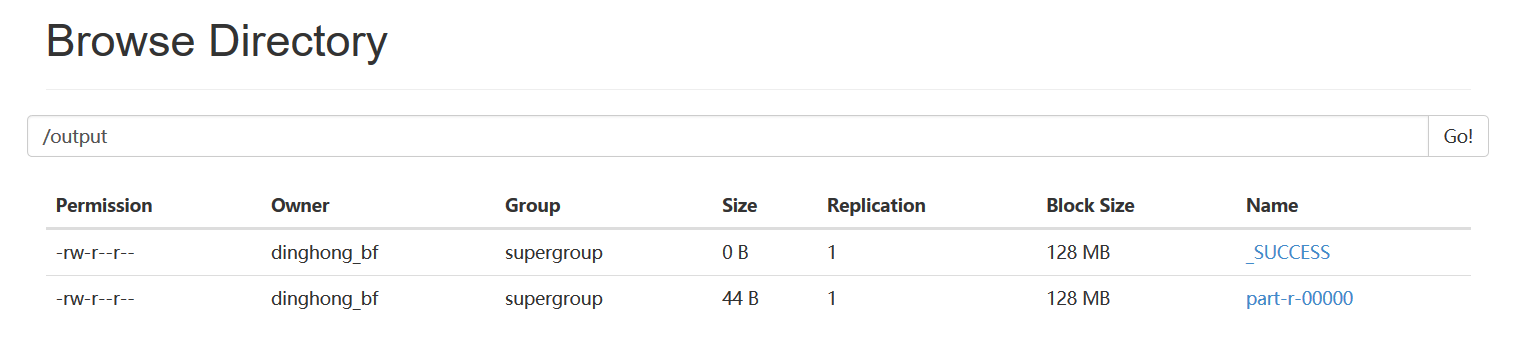 Browse Directory
/output Go!
Permission Owner Group Size Replication Block Size Name
-rw-r--r-- dinghong_bf supergroup 0 B 1 128 MB _SUCCESS
-rw-r--r-- dinghong_bf supergroup 44 B 1 128 MB part-r-00000